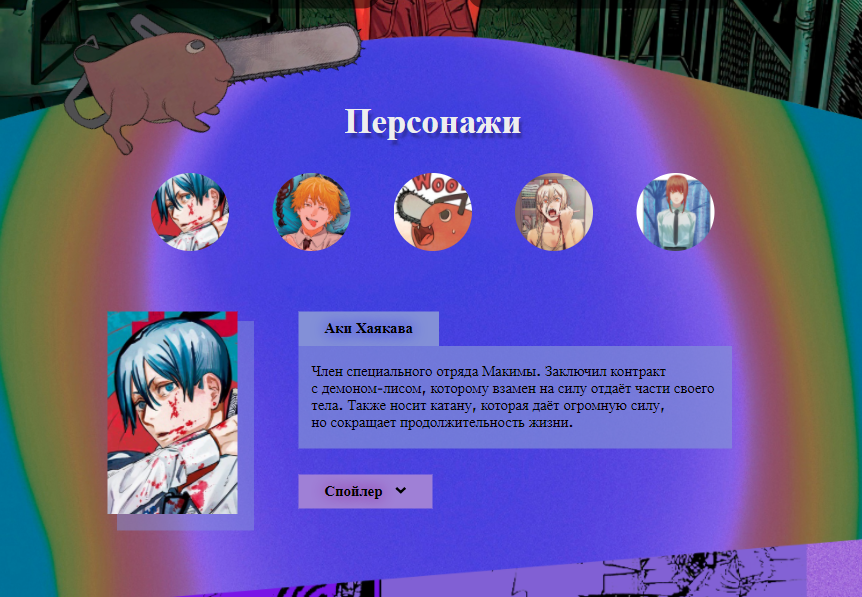 Персонажи
WOO
Аки Хаякава
Член специального отряда Макимы. Заключил контракт
с демоном-лисом, которому взамен на силу отдаёт части своего
тела. Также носит катану, которая даёт огромную силу,
но сокращает продолжительность жизни.
Спойлер